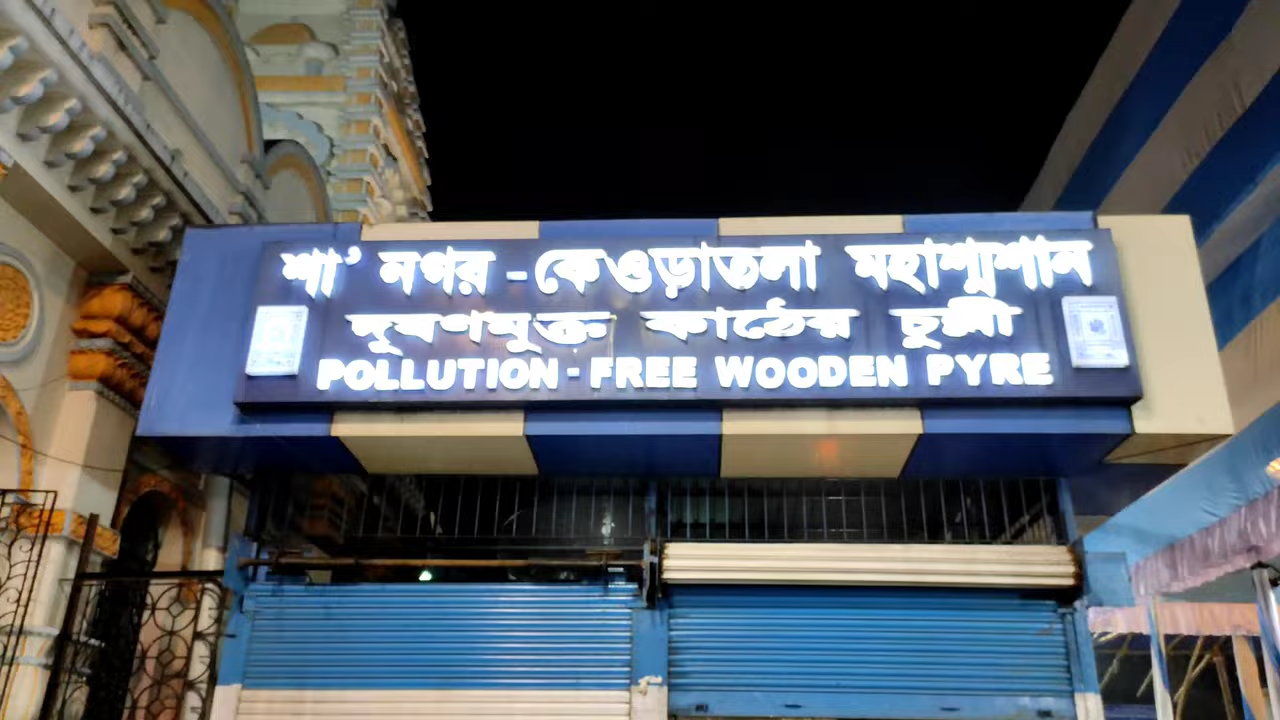 শা’ নগর - কেওড়াতলা মহাশ্মশান
দূষণমুক্ত কাঠের চুল্লী
POLLUTION - FREE WOODEN PYRE